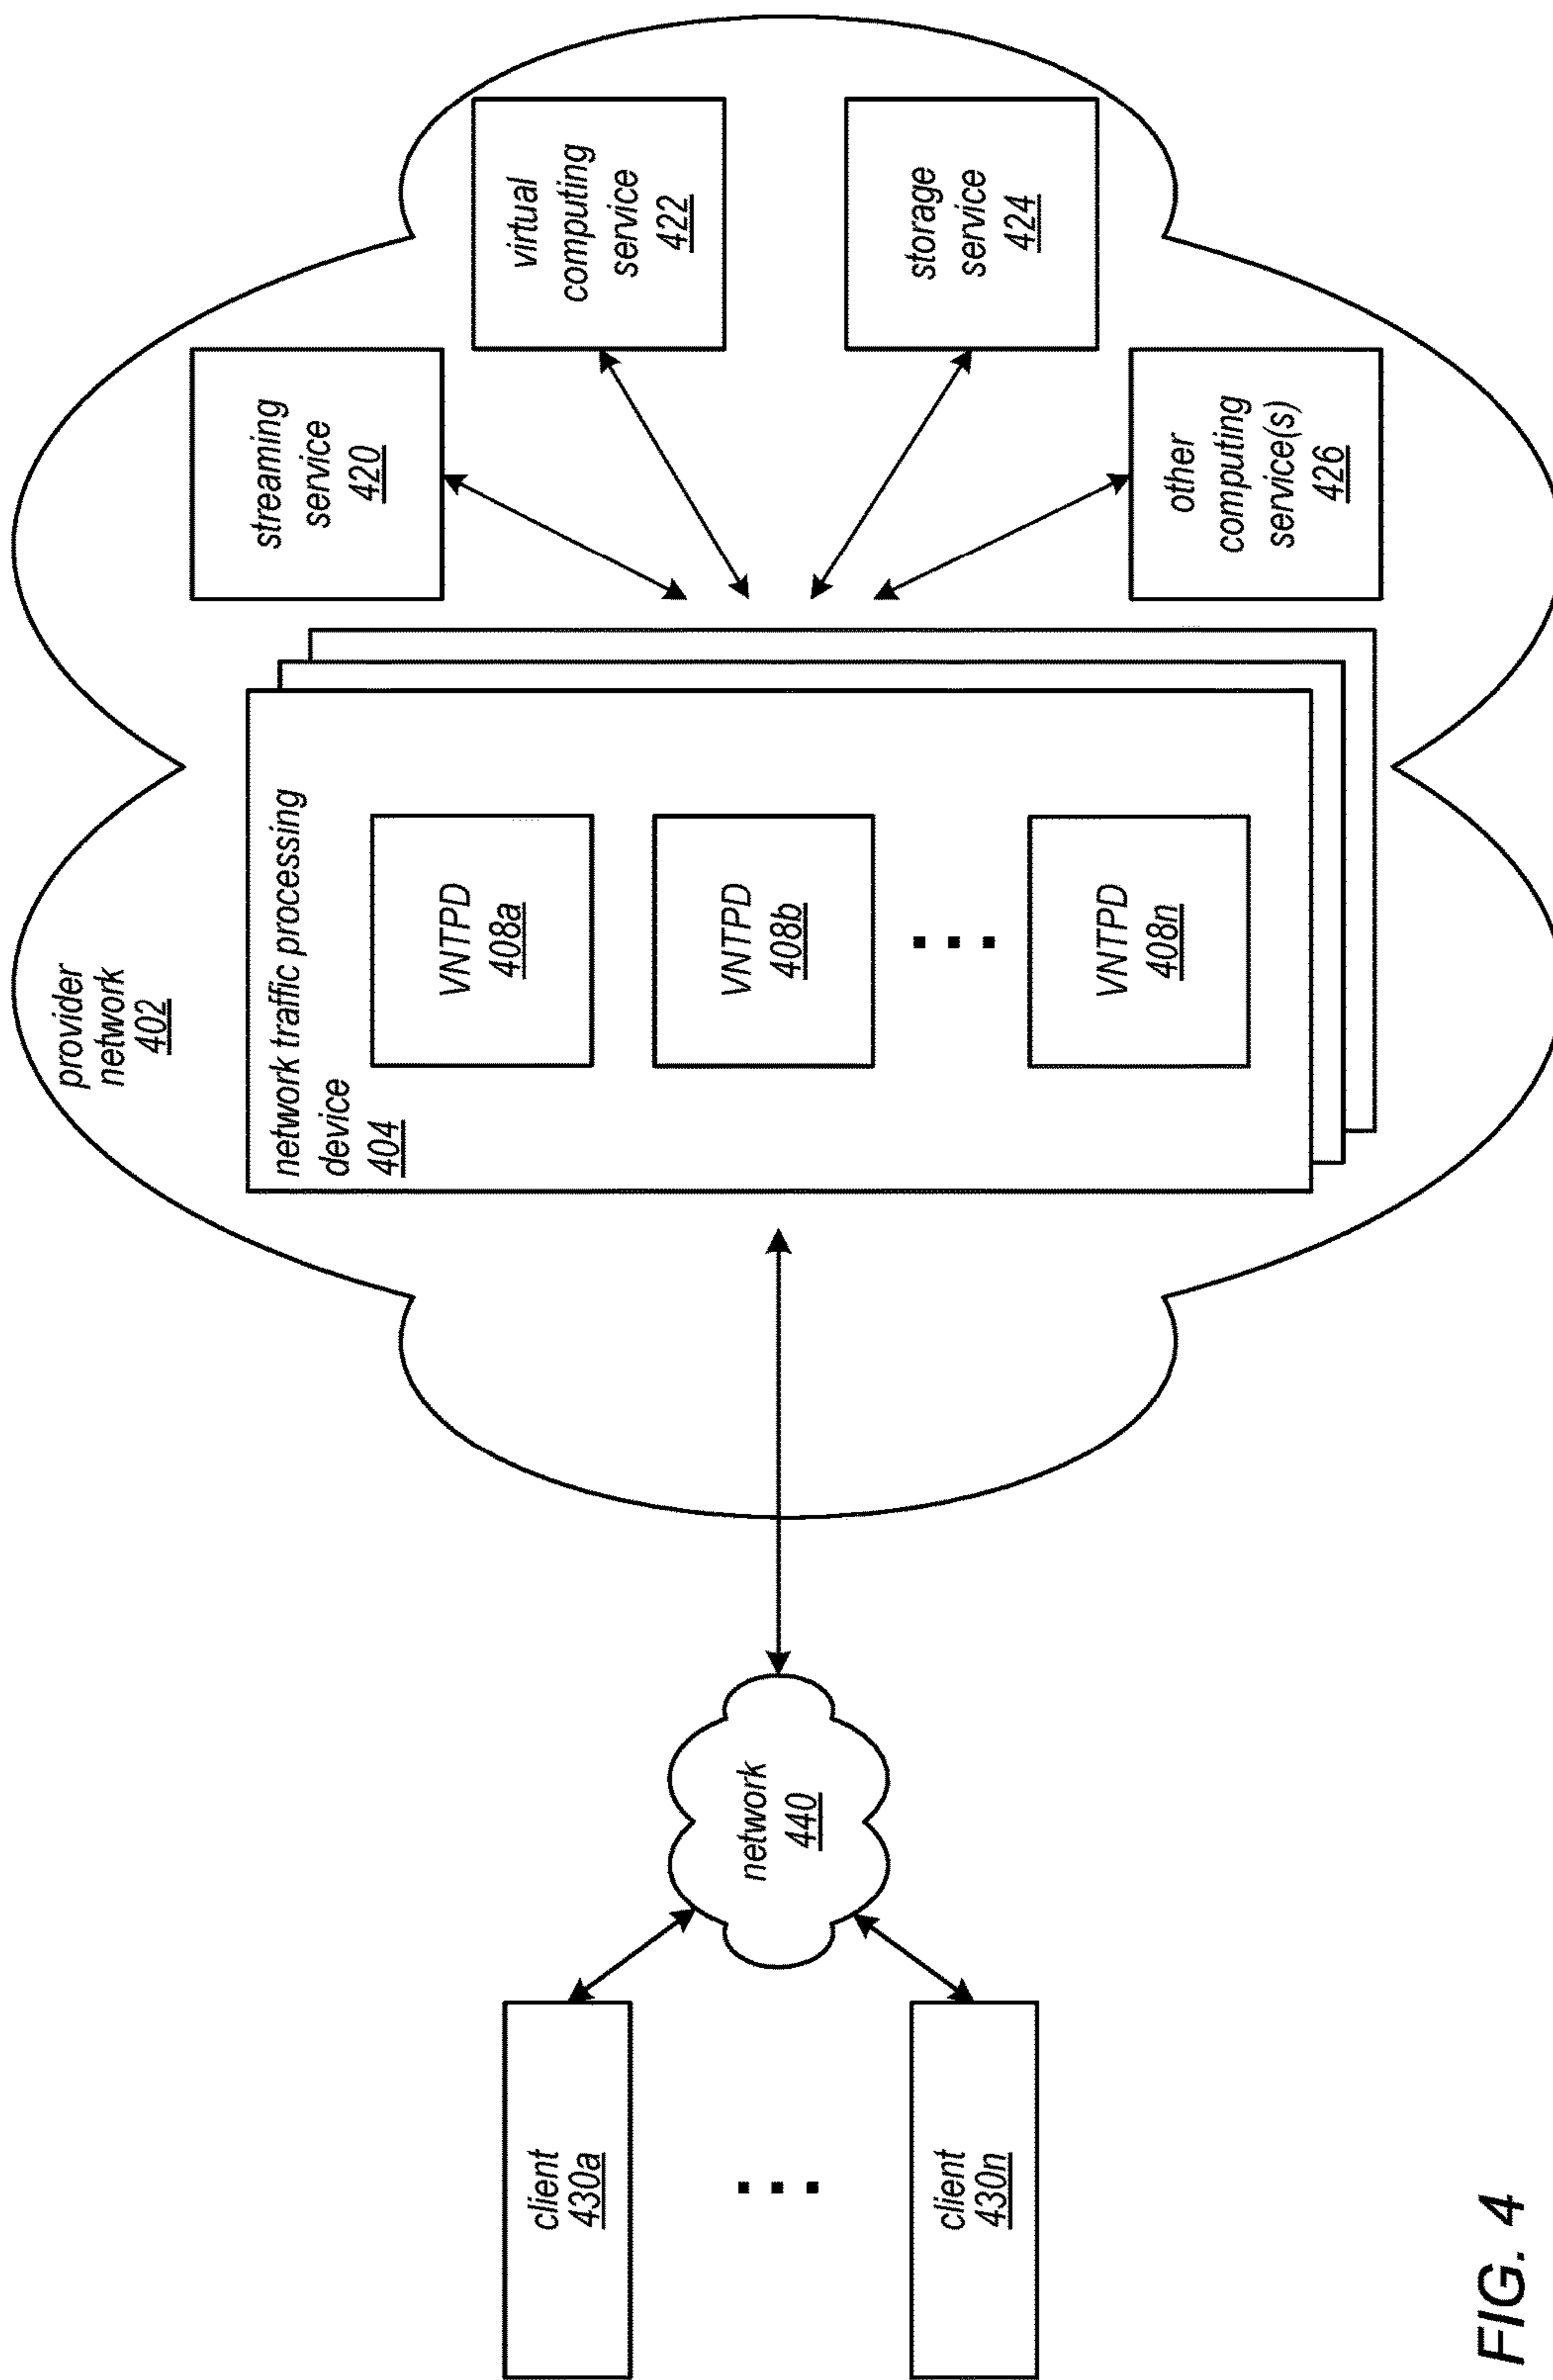 provider
network
402
network traffic processing
device
404
VNTPD
408a
VNTPD
408b
VNTPD
408n
streaming
service
420
virtual
computing
service
422
storage
service
424
other
computing
service(s)
426
network
440
client
430a
client
430n
FIG. 4